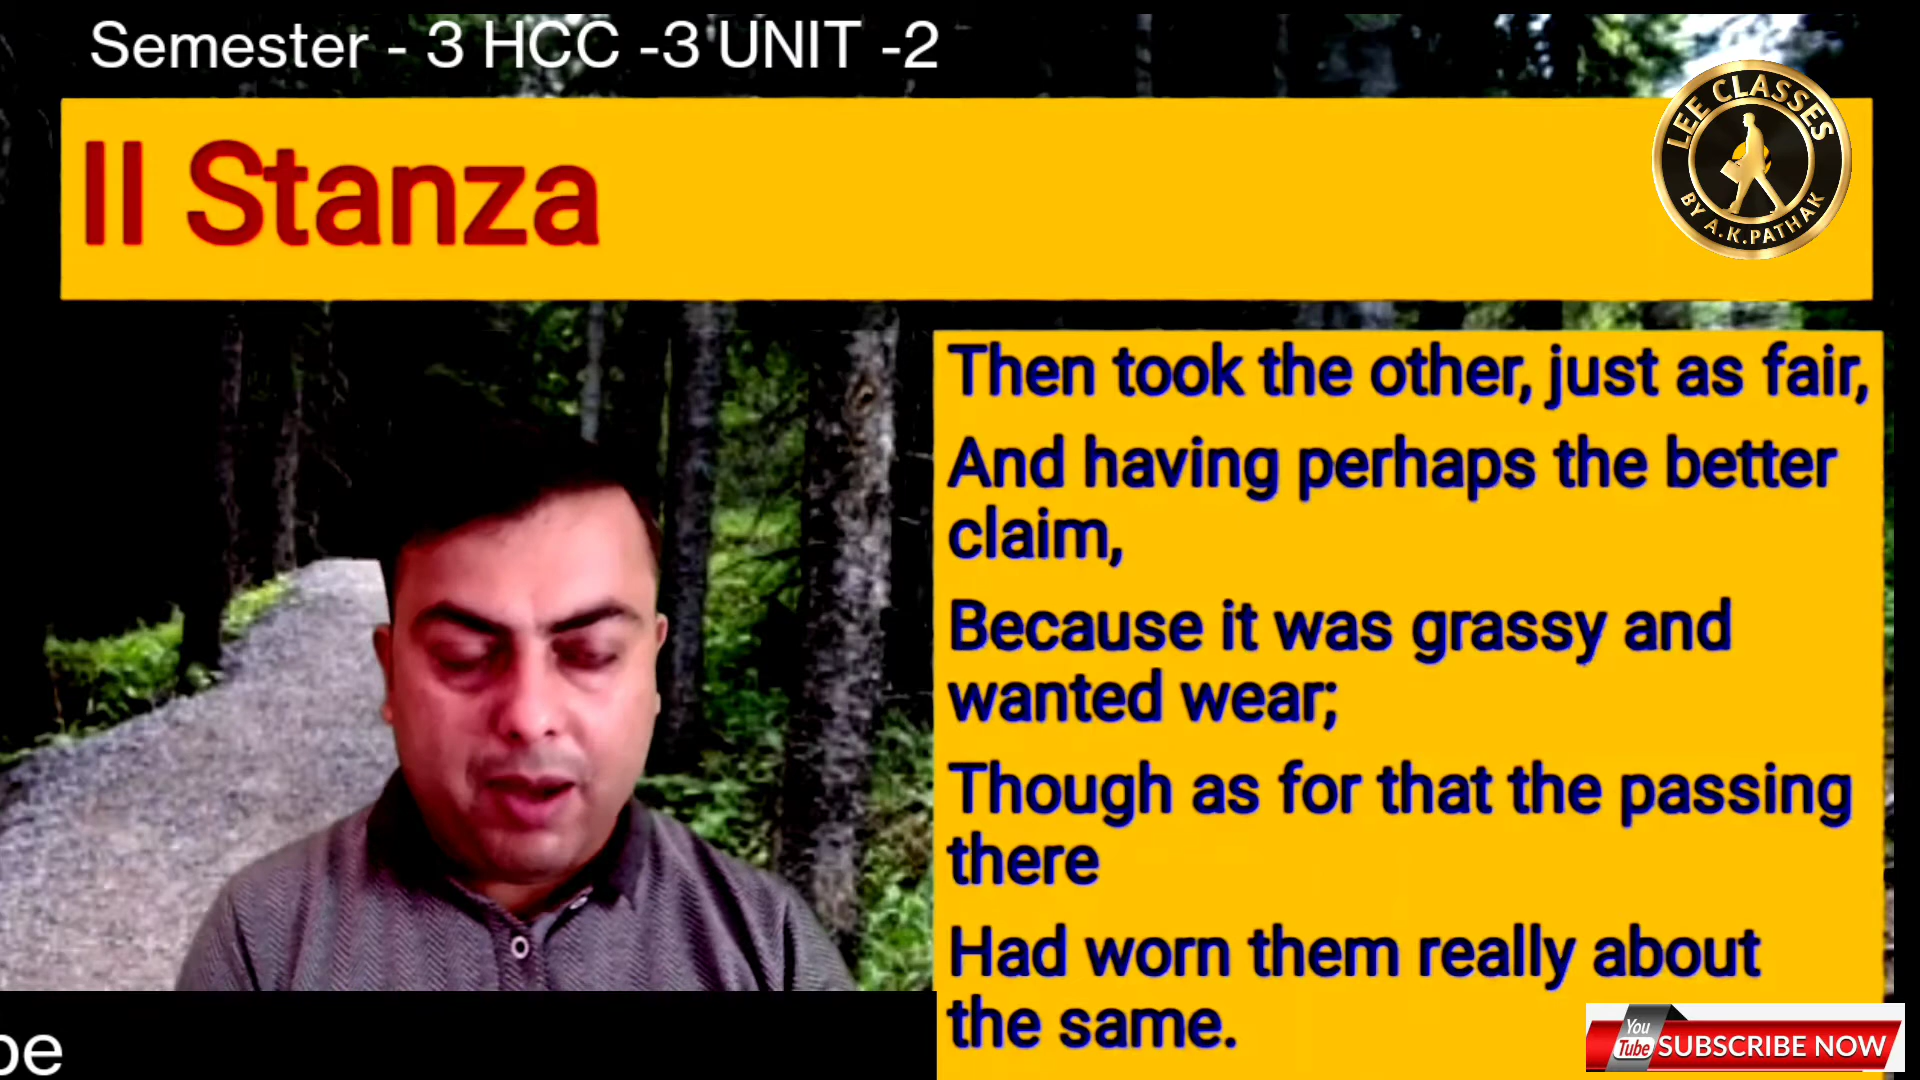 Semester - 3 HCC -3 UNIT -2
II Stanza
LEE CLASSES
BY A.K.PATHAK
Then took the other, just as fair,
And having perhaps the better
claim,
Because it was grassy and
wanted wear;
Though as for that the passing
there
Had worn them really about
the same.
You
Tube
SUBSCRIBE NOW